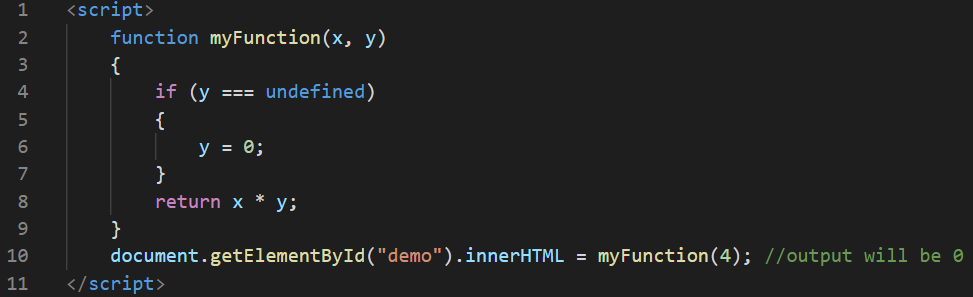 1 <script>
2 function myFunction(x, y)
3 {
4 if (y === undefined)
5 {
6 y = 0;
7 }
8 return x * y;
9 }
10 document.getElementById("demo").innerHTML = myFunction(4); //output will be 0
11 </script>